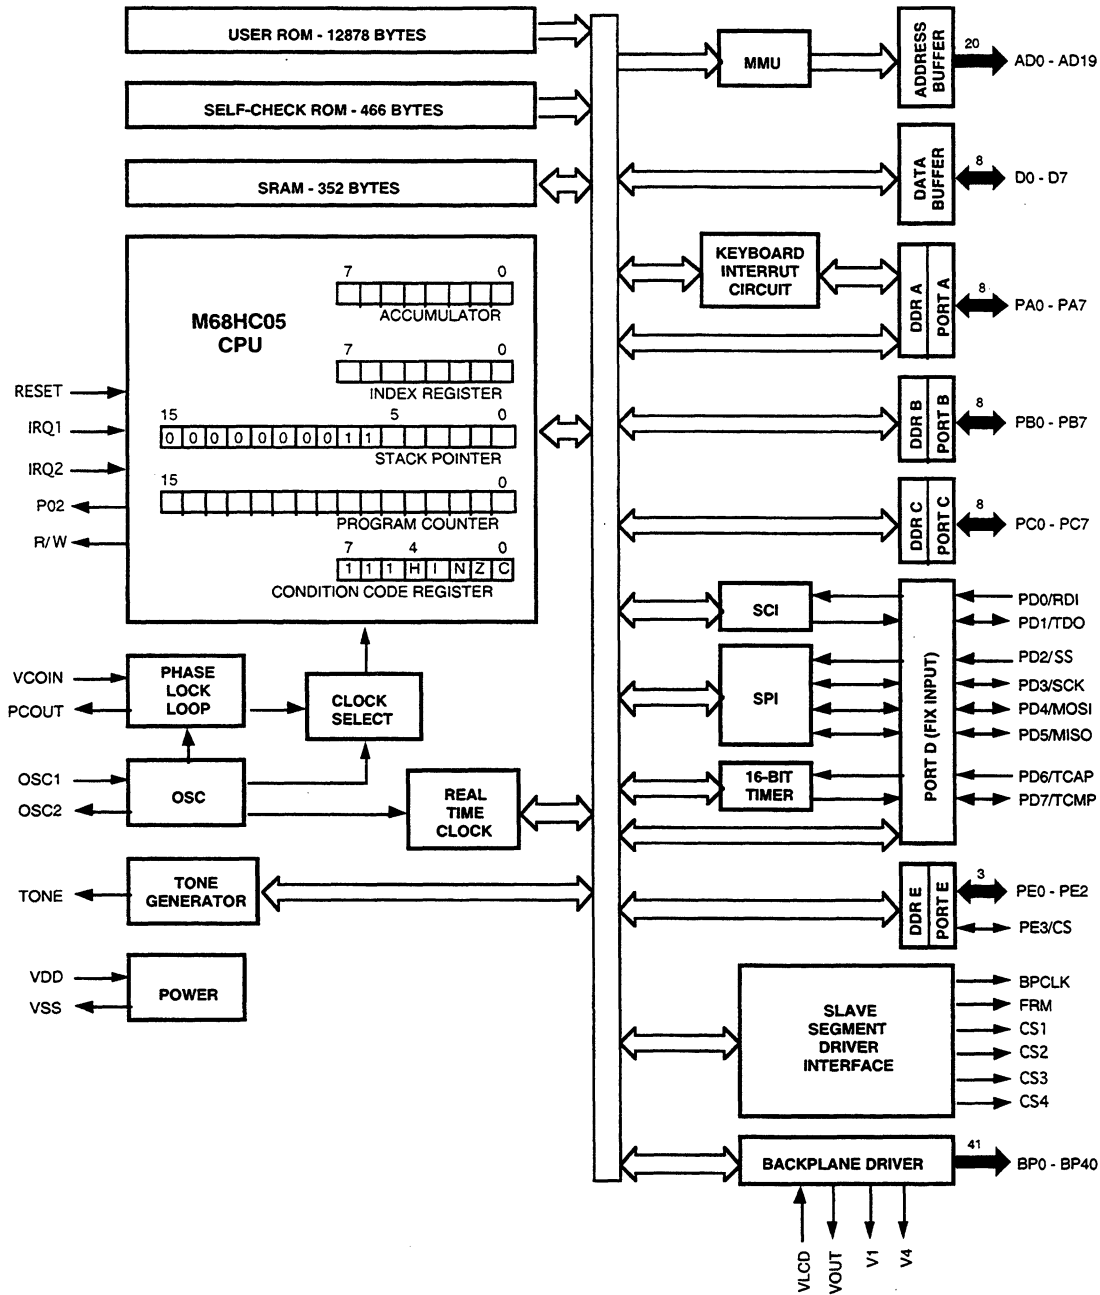 USER ROM - 12878 BYTES
SELF-CHECK ROM - 466 BYTES
SRAM - 352 BYTES
M68HC05
CPU
7 0
ACCUMULATOR
7 0
INDEX REGISTER
15 5 0
0 0 0 0 0 0 0 0 1 1
STACK POINTER
15 0
PROGRAM COUNTER
7 4 0
1 1 1 H I N Z C
CONDITION CODE REGISTER
RESET
IRQ1
IRQ2
P02
R/W
VCOIN
PCOUT
PHASE
LOCK
LOOP
CLOCK
SELECT
OSC1
OSC2
OSC
REAL
TIME
CLOCK
TONE
TONE
GENERATOR
VDD
VSS
POWER
MMU
ADDRESS
BUFFER
20
AD0 - AD19
DATA
BUFFER
8
D0 - D7
KEYBOARD
INTERRUT
CIRCUIT
DDR A
PORT A
8
PA0 - PA7
DDR B
PORT B
8
PB0 - PB7
DDR C
PORT C
8
PC0 - PC7
SCI
SPI
16-BIT
TIMER
PORT D (FIX INPUT)
PD0/RDI
PD1/TDO
PD2/SS
PD3/SCK
PD4/MOSI
PD5/MISO
PD6/TCAP
PD7/TCMP
DDR E
PORT E
3
PE0 - PE2
PE3/CS
SLAVE
SEGMENT
DRIVER
INTERFACE
BPCLK
FRM
CS1
CS2
CS3
CS4
BACKPLANE DRIVER
41
BP0 - BP40
VLCD
VOUT
V1
V4